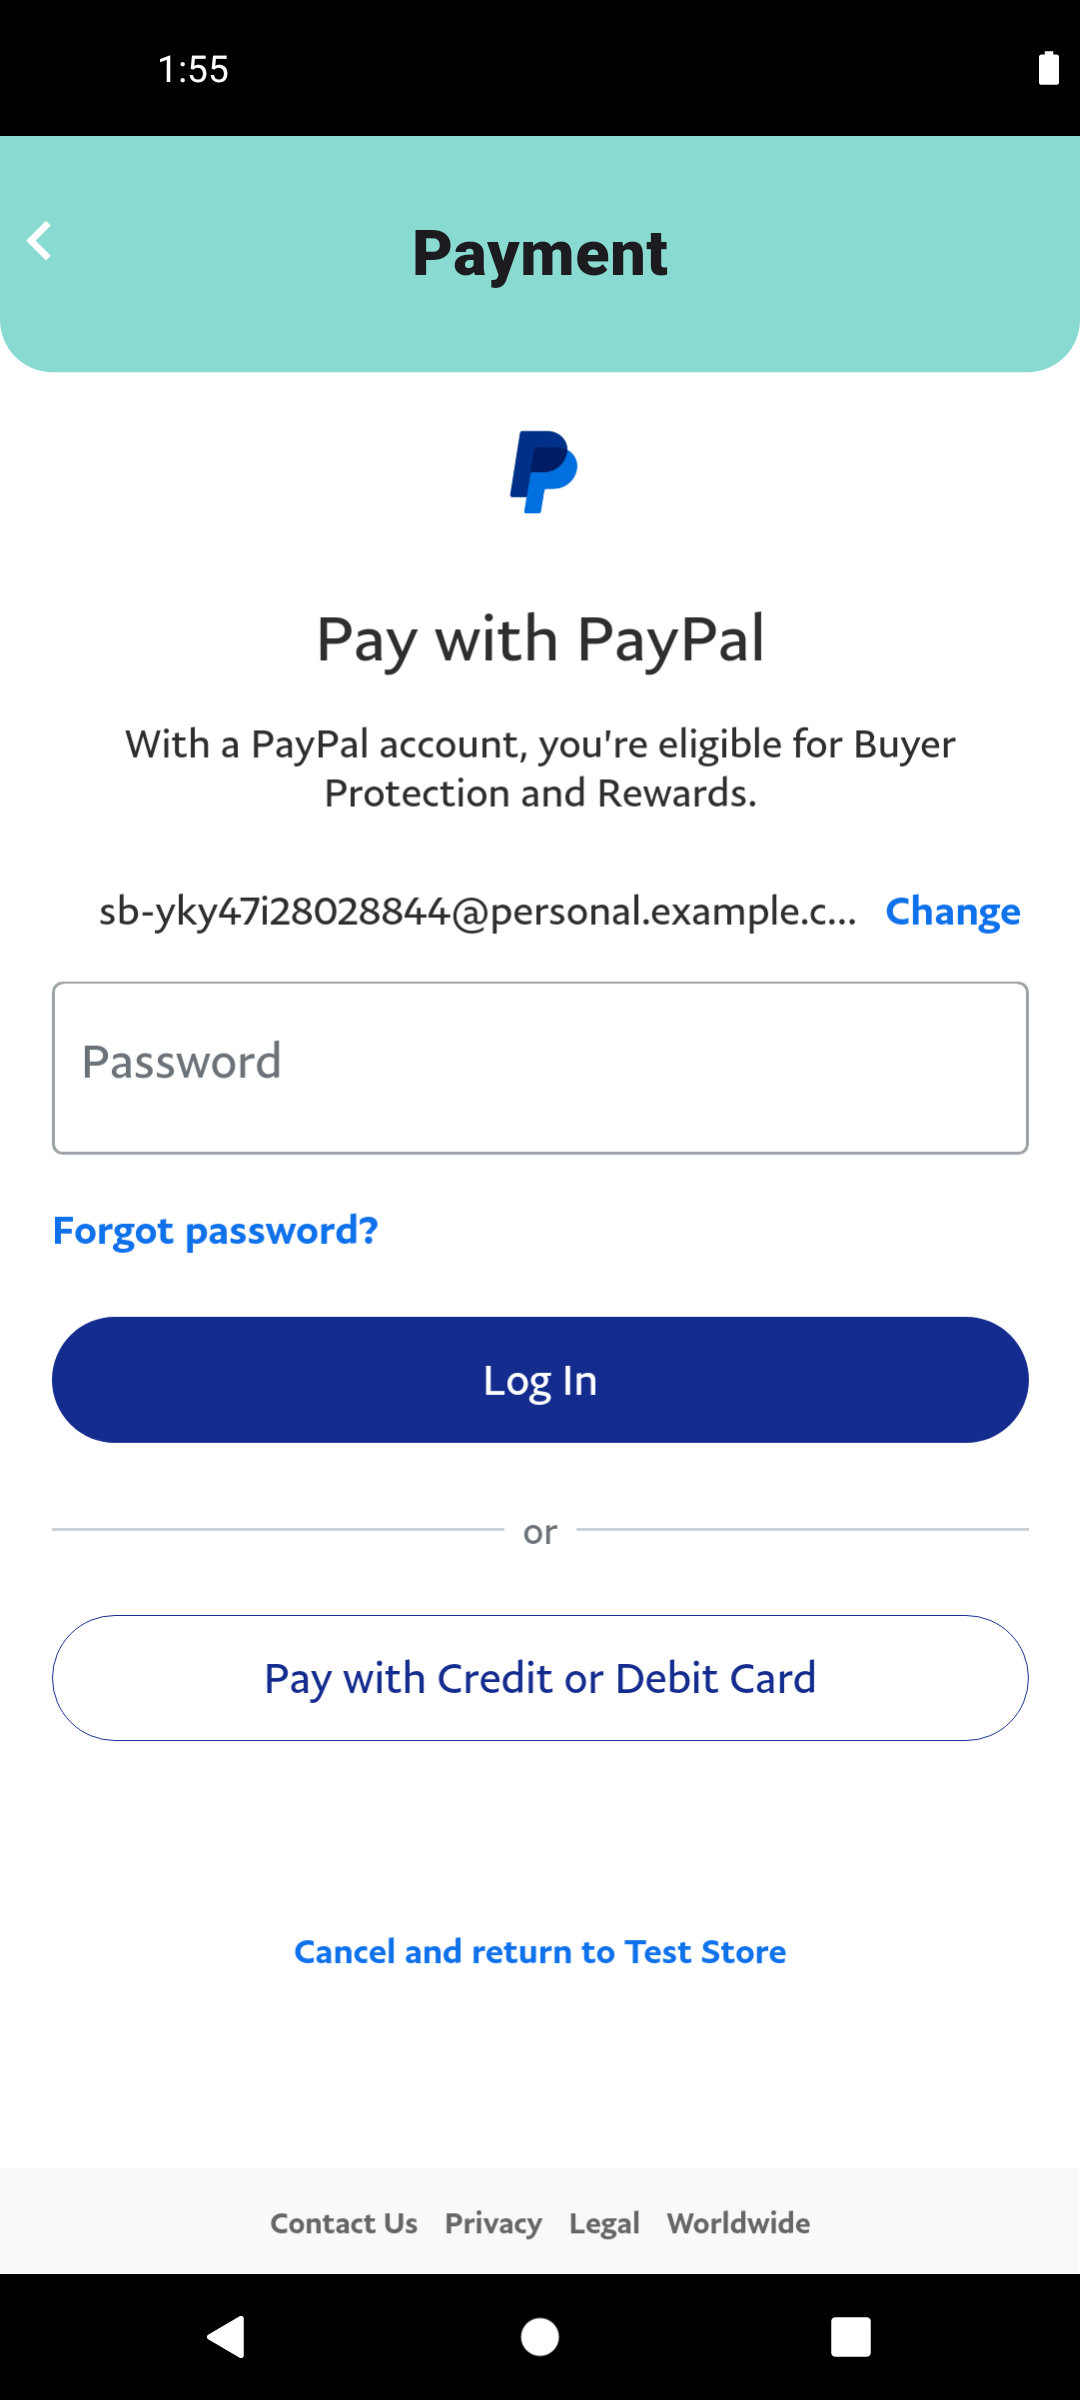 1:55
Payment
Pay with PayPal
With a PayPal account, you're eligible for Buyer
Protection and Rewards.
sb-yky47i28028844@personal.example.c... Change
Password
Forgot password?
Log In
or
Pay with Credit or Debit Card
Cancel and return to Test Store
Contact Us Privacy Legal Worldwide